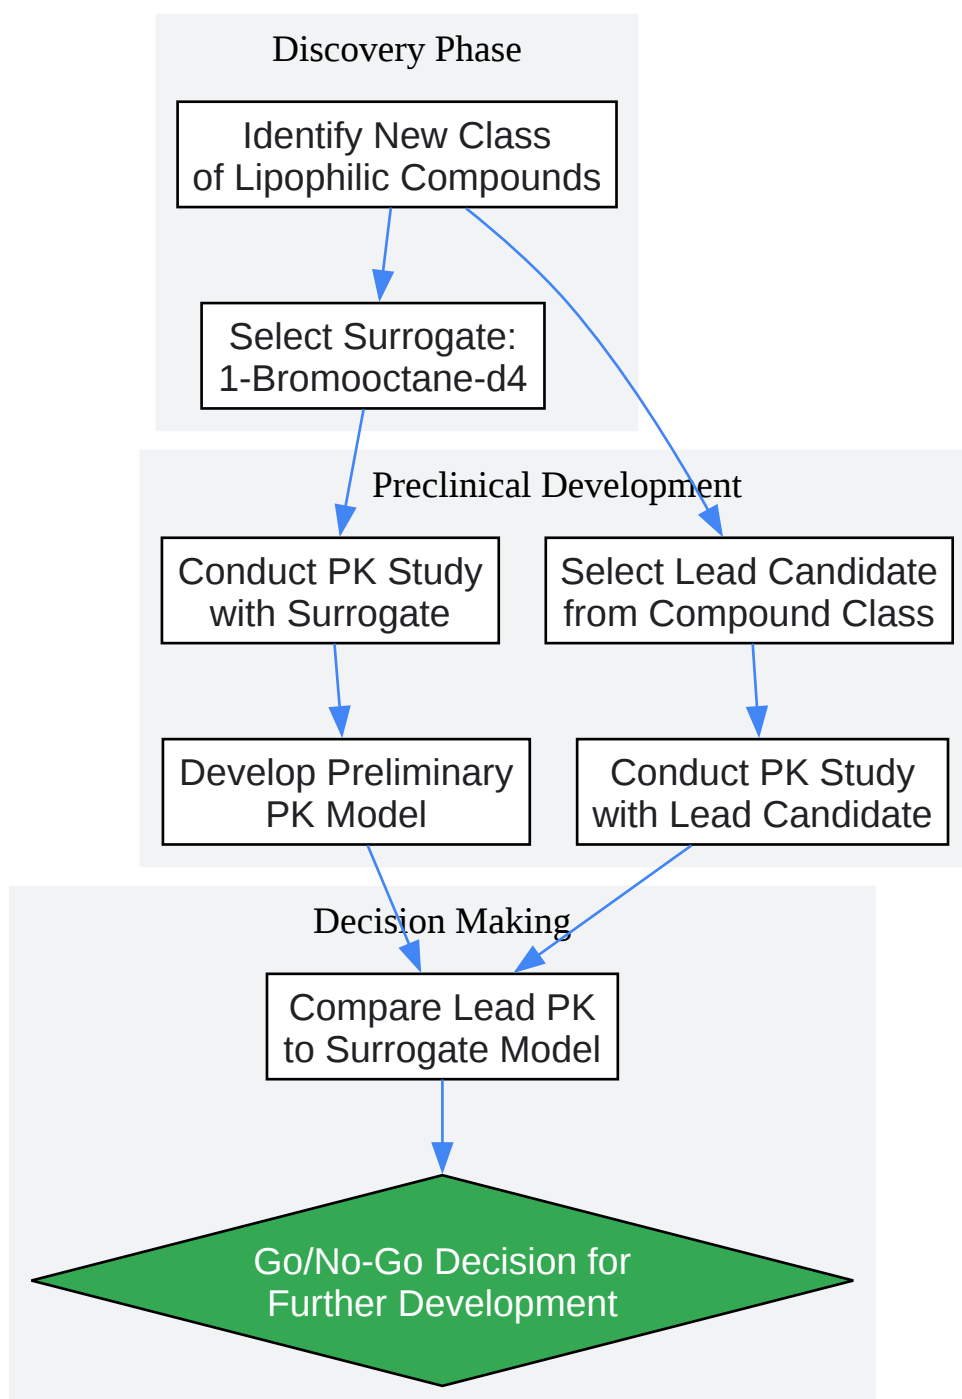 Discovery Phase
Identify New Class
of Lipophilic Compounds
Select Surrogate:
1-Bromooctane-d4
Preclinical Development
Conduct PK Study
with Surrogate
Select Lead Candidate
from Compound Class
Develop Preliminary
PK Model
Conduct PK Study
with Lead Candidate
Decision Making
Compare Lead PK
to Surrogate Model
Go/No-Go Decision for
Further Development